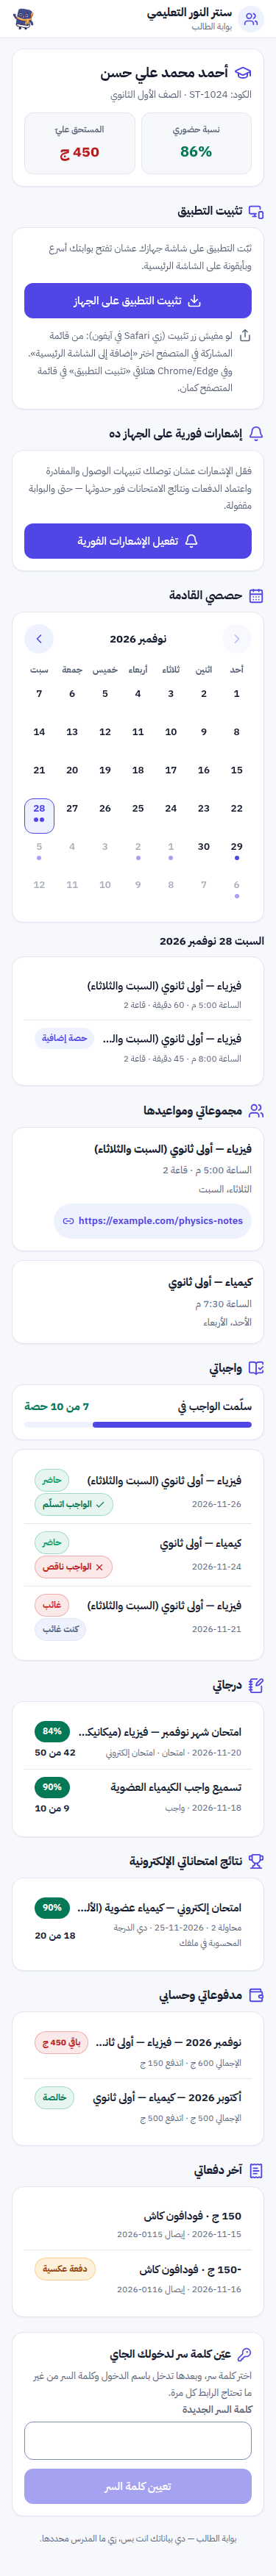 سنتر النور التعليمي
بوابة الطالب
أحمد محمد علي حسن
الكود: ST-1024 · الصف الأول الثانوي
نسبة حضوري
86%
المستحق عليّ
450 ج
تثبيت التطبيق
ثبّت التطبيق على شاشة جهازك عشان تفتح بوابتك أسرع
وبأيقونة على الشاشة الرئيسية.
تثبيت التطبيق على الجهاز
لو مفيش زر تثبيت (زي Safari في آيفون): من قائمة
المشاركة في المتصفح اختر «إضافة إلى الشاشة الرئيسية».
وفي Chrome/Edge هتلاقي «تثبيت التطبيق» في قائمة
المتصفح كمان.
إشعارات فورية على الجهاز ده
فعّل الإشعارات عشان توصلك تنبيهات الوصول والمغادرة
واعتماد الدفعات ونتائج الامتحانات فور حدوثها — حتى والبوابة
مقفولة.
تفعيل الإشعارات الفورية
حصصي القادمة
نوفمبر 2026
أحد اثنين ثلاثاء أربعاء خميس جمعة سبت
1 2 3 4 5 6 7
8 9 10 11 12 13 14
15 16 17 18 19 20 21
22 23 24 25 26 27 28
29 30 1 2 3 4 5
6 7 8 9 10 11 12
السبت 28 نوفمبر 2026
فيزياء — أولى ثانوي (السبت والثلاثاء)
الساعة 5:00 م · 60 دقيقة · قاعة 2
فيزياء — أولى ثانوي (السبت والـ...
حصة إضافية
الساعة 8:00 م · 45 دقيقة · قاعة 2
مجموعاتي ومواعيدها
فيزياء — أولى ثانوي (السبت والثلاثاء)
الساعة 5:00 م · قاعة 2
الثلاثاء، السبت
https://example.com/physics-notes
كيمياء — أولى ثانوي
الساعة 7:30 م
الأحد، الأربعاء
واجباتي
سلّمت الواجب في
7 من 10 حصة
فيزياء — أولى ثانوي (السبت والثلاثاء)
حاضر
2026-11-26
الواجب اتسلّم
كيمياء — أولى ثانوي
حاضر
2026-11-24
الواجب ناقص
فيزياء — أولى ثانوي (السبت والثلاثاء)
غائب
2026-11-21
كنت غائب
درجاتي
امتحان شهر نوفمبر — فيزياء (ميكانيكـ...
84%
2026-11-20 · امتحان · امتحان إلكتروني
42 من 50
تسميع واجب الكيمياء العضوية
90%
2026-11-18 · واجب
9 من 10
نتائج امتحاناتي الإلكترونية
امتحان إلكتروني — كيمياء عضوية (الألـ...
90%
محاولة 2 · 2026-11-25 · دي الدرجة
المحسوبة في ملفك
18 من 20
مدفوعاتي وحسابي
نوفمبر 2026 — فيزياء — أولى ثانـ...
باقي 450 ج
الإجمالي 600 ج · اندفع 150 ج
أكتوبر 2026 — كيمياء — أولى ثانوي
خالصة
الإجمالي 500 ج · اندفع 500 ج
آخر دفعاتي
150 ج · فودافون كاش
2026-11-15 · إيصال 0115-2026
-150 ج · فودافون كاش
دفعة عكسية
2026-11-16 · إيصال 0116-2026
عيّن كلمة سر لدخولك الجاي
اختر كلمة سر، وبعدها تدخل باسم الدخول وكلمة السر من غير
ما تحتاج الرابط كل مرة.
كلمة السر الجديدة
تعيين كلمة السر
بوابة الطالب — دي بياناتك انت بس، زي ما المدرس محددها.